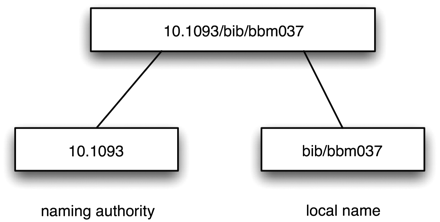 10.1093/bib/bbm037
10.1093
bib/bbm037
naming authority
local name